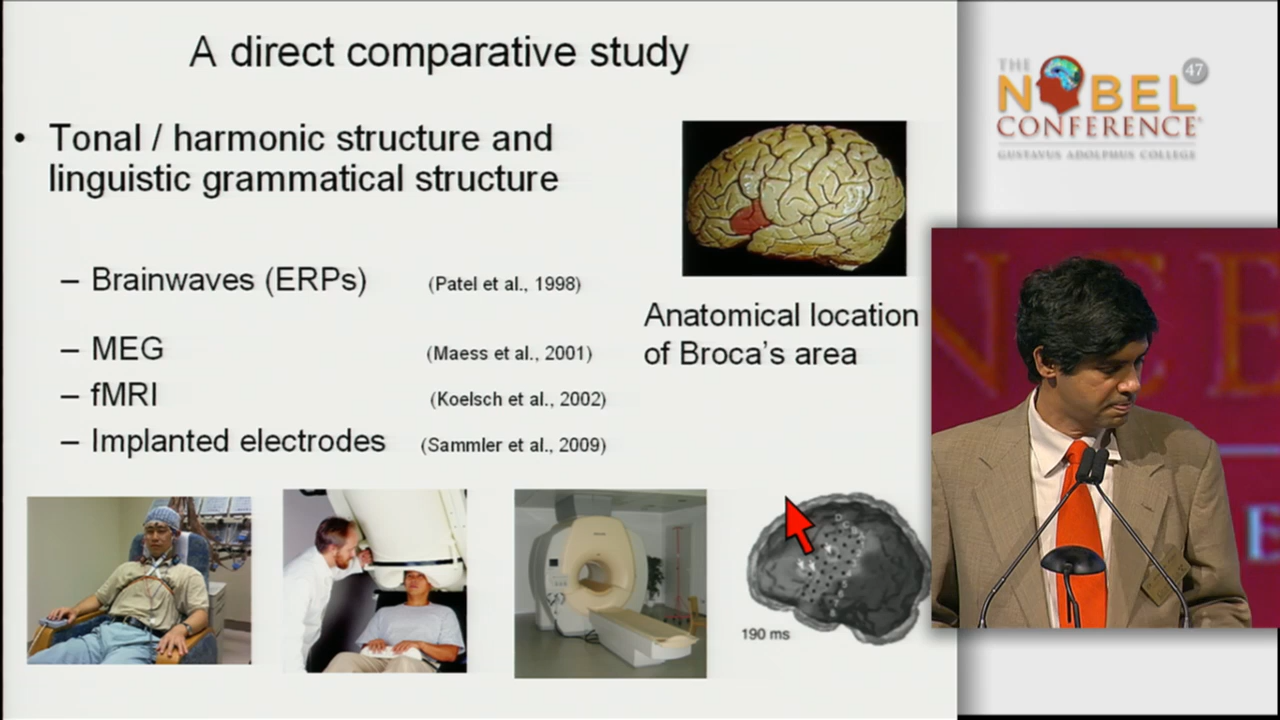 A direct comparative study
• Tonal / harmonic structure and
linguistic grammatical structure
– Brainwaves (ERPs) (Patel et al., 1998)
– MEG (Maess et al., 2001)
– fMRI (Koelsch et al., 2002)
– Implanted electrodes (Sammler et al., 2009)
Anatomical location
of Broca's area
190 ms
THE
NOBEL 47
CONFERENCE
GUSTAVUS ADOLPHUS COLLEGE
NCE
E